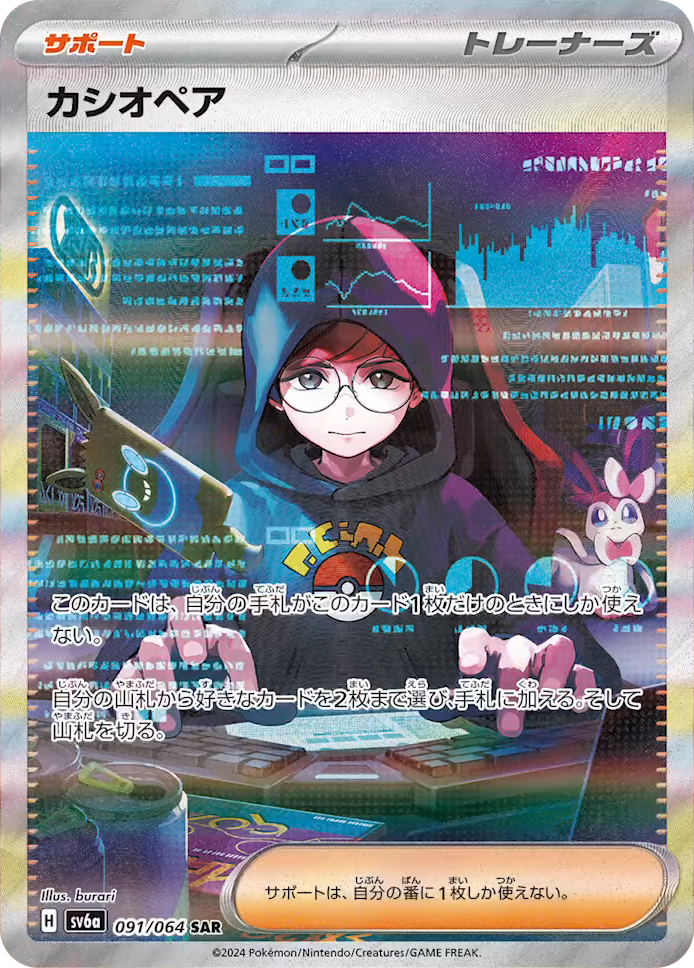 サポート
トレーナーズ
カシオペア
このカードは、自分の手札がこのカード1枚だけのときにしか使え
ない。
自分の山札から好きなカードを2枚まで選び、手札に加える。そして
山札を切る。
サポートは、自分の番に1枚しか使えない。
Illus. burari
H sv6a 091/064 SAR
©2024 Pokémon/Nintendo/Creatures/GAME FREAK.